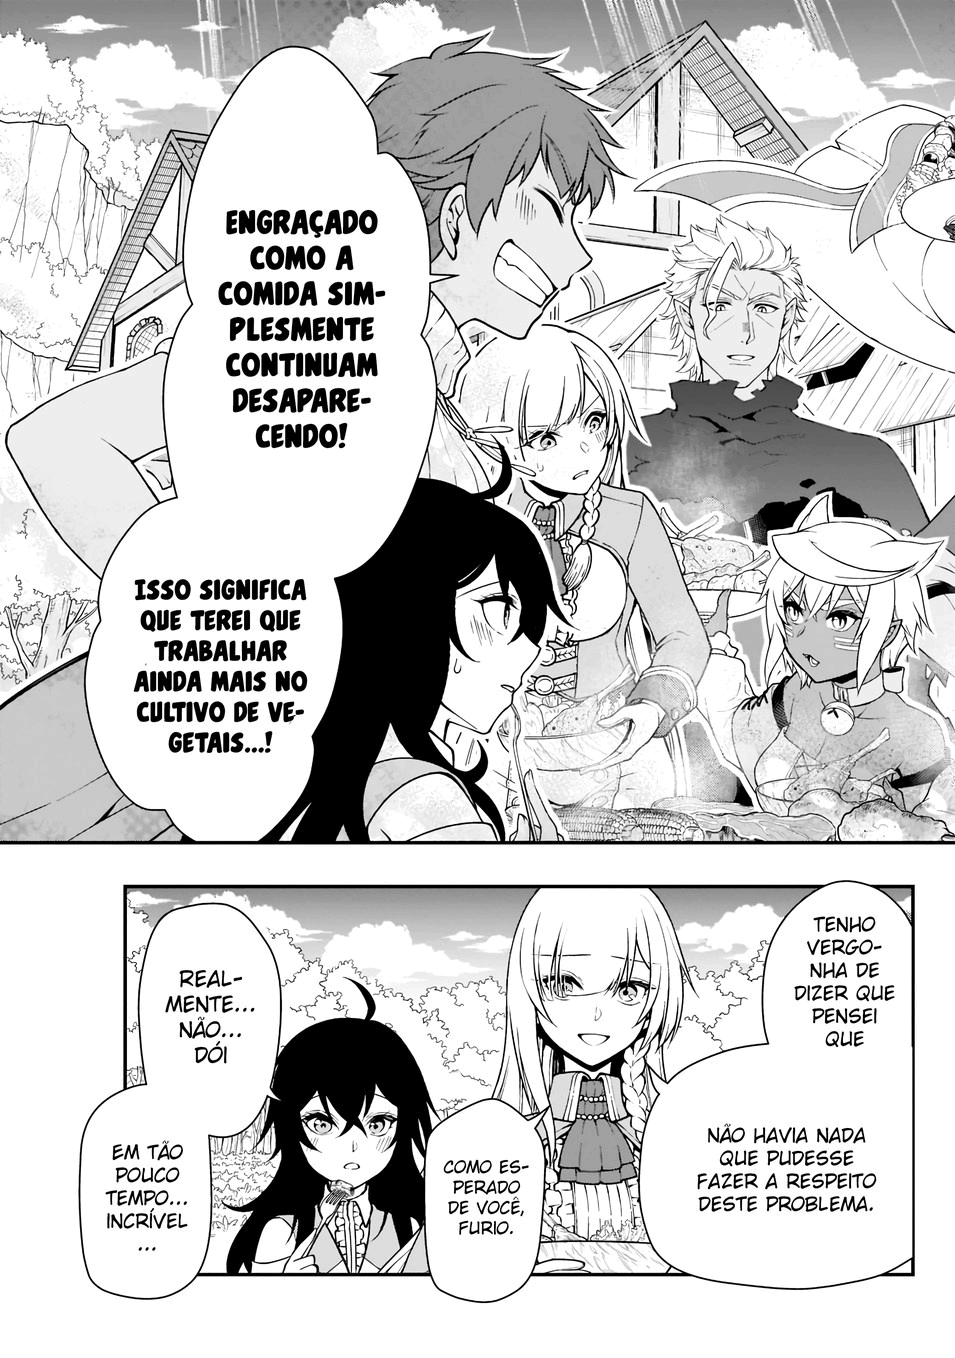 ENGRAÇADO
COMO A
COMIDA SIM-
PLESMENTE
CONTINUAM
DESAPARE-
CENDO!
ISSO SIGNIFICA
QUE TEREI QUE
TRABALHAR
AINDA MAIS NO
CULTIVO DE VE-
GETAIS...!
TENHO
VERGO-
NHA DE
DIZER QUE
PENSEI
QUE
NÃO HAVIA NADA
QUE PUDESSE
FAZER A RESPEITO
DESTE PROBLEMA.
COMO ES-
PERADO
DE VOCÊ,
FURIO.
REAL-
MENTE...
NÃO...
DÓI
EM TÃO
POUCO
TEMPO...
INCRÍVEL
...